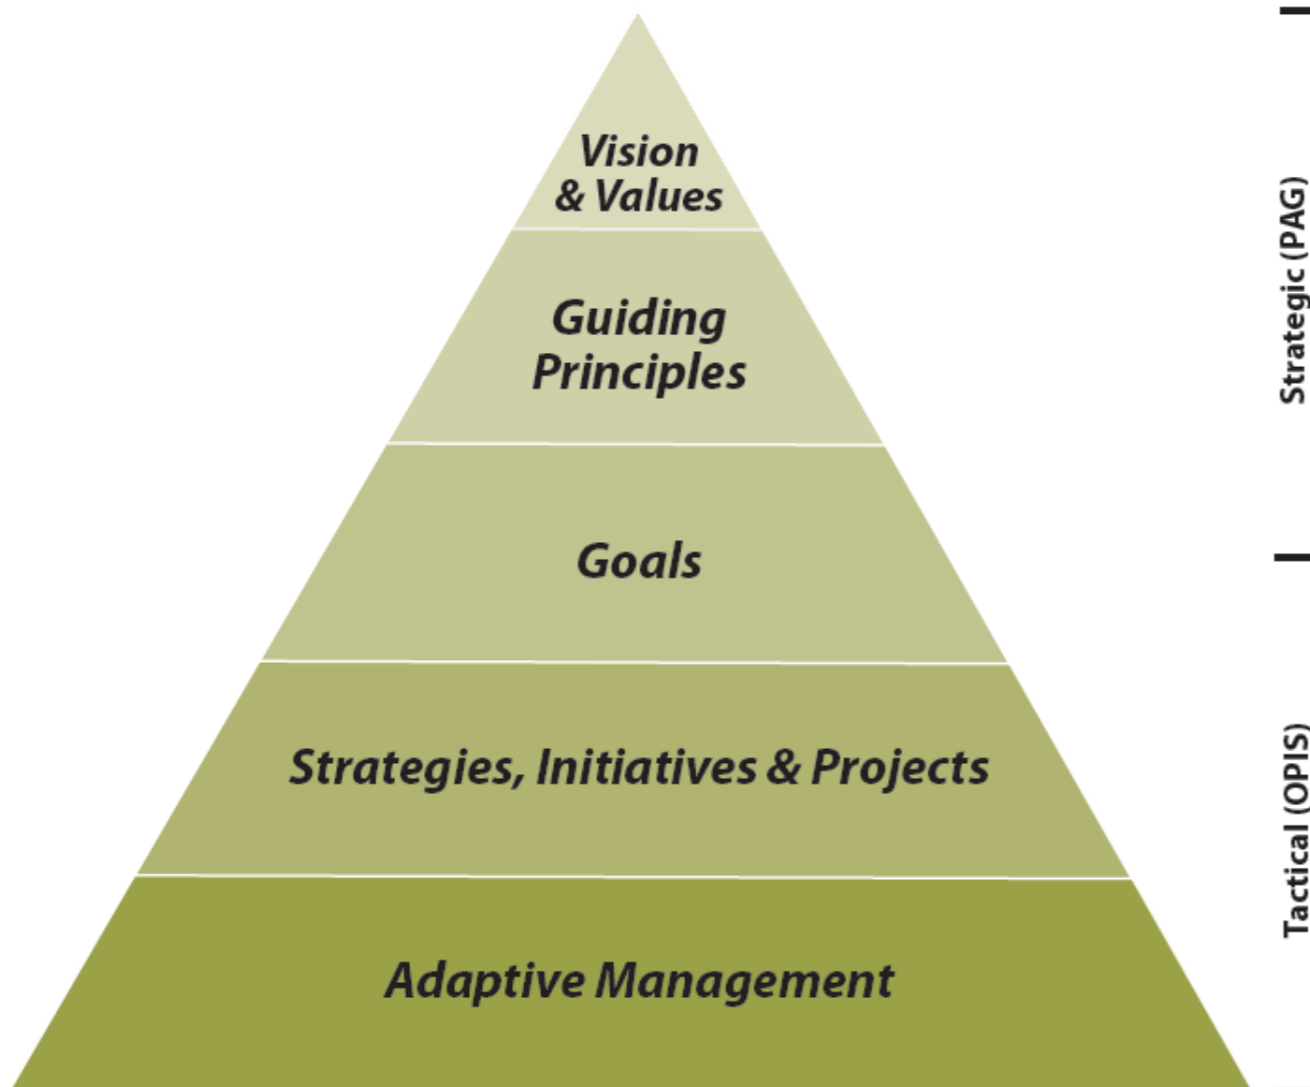 Vision
& Values
Guiding
Principles
Goals
Strategies, Initiatives & Projects
Adaptive Management
Strategic (PAG)
Tactical (OPIS)